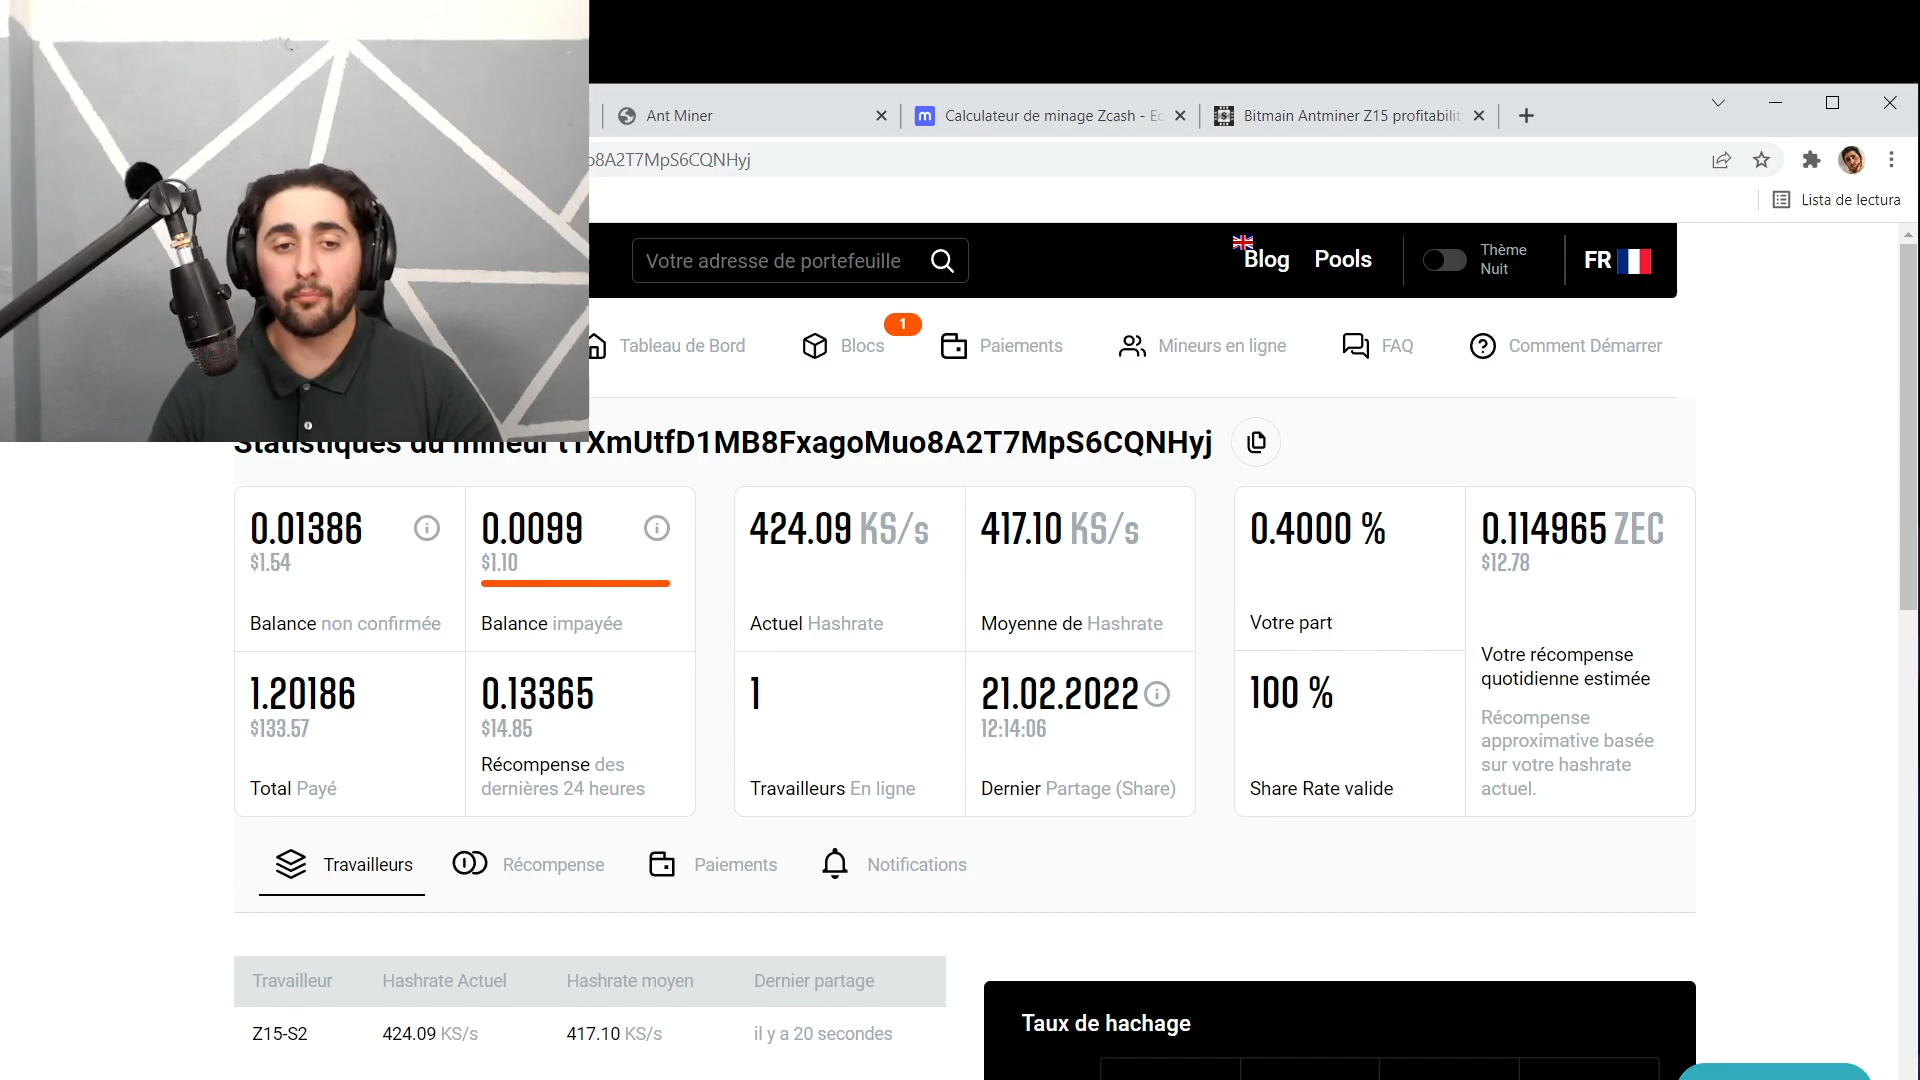 Ant Miner
Calculateur de minage Zcash - Ec
Bitmain Antminer Z15 profitabilit
o8A2T7MpS6CQNHyj
Lista de lectura
Votre adresse de portefeuille
Blog
Pools
Thème
Nuit
FR
Tableau de Bord
Blocs
1
Paiements
Mineurs en ligne
FAQ
Comment Démarrer
Statistiques du mineur t1XmUtfD1MB8FxagoMuo8A2T7MpS6CQNHyj
0.01386
$1.54
Balance non confirmée
0.0099
$1.10
Balance impayée
1.20186
$133.57
Total Payé
0.13365
$14.85
Récompense des
dernières 24 heures
424.09 KS/s
Actuel Hashrate
417.10 KS/s
Moyenne de Hashrate
1
Travailleurs En ligne
21.02.2022
12:14:06
Dernier Partage (Share)
0.4000 %
Votre part
100 %
Share Rate valide
0.114965 ZEC
$12.78
Votre récompense
quotidienne estimée
Récompense
approximative basée
sur votre hashrate
actuel.
Travailleurs
Récompense
Paiements
Notifications
Travailleur
Hashrate Actuel
Hashrate moyen
Dernier partage
Z15-S2
424.09 KS/s
417.10 KS/s
il y a 20 secondes
Taux de hachage